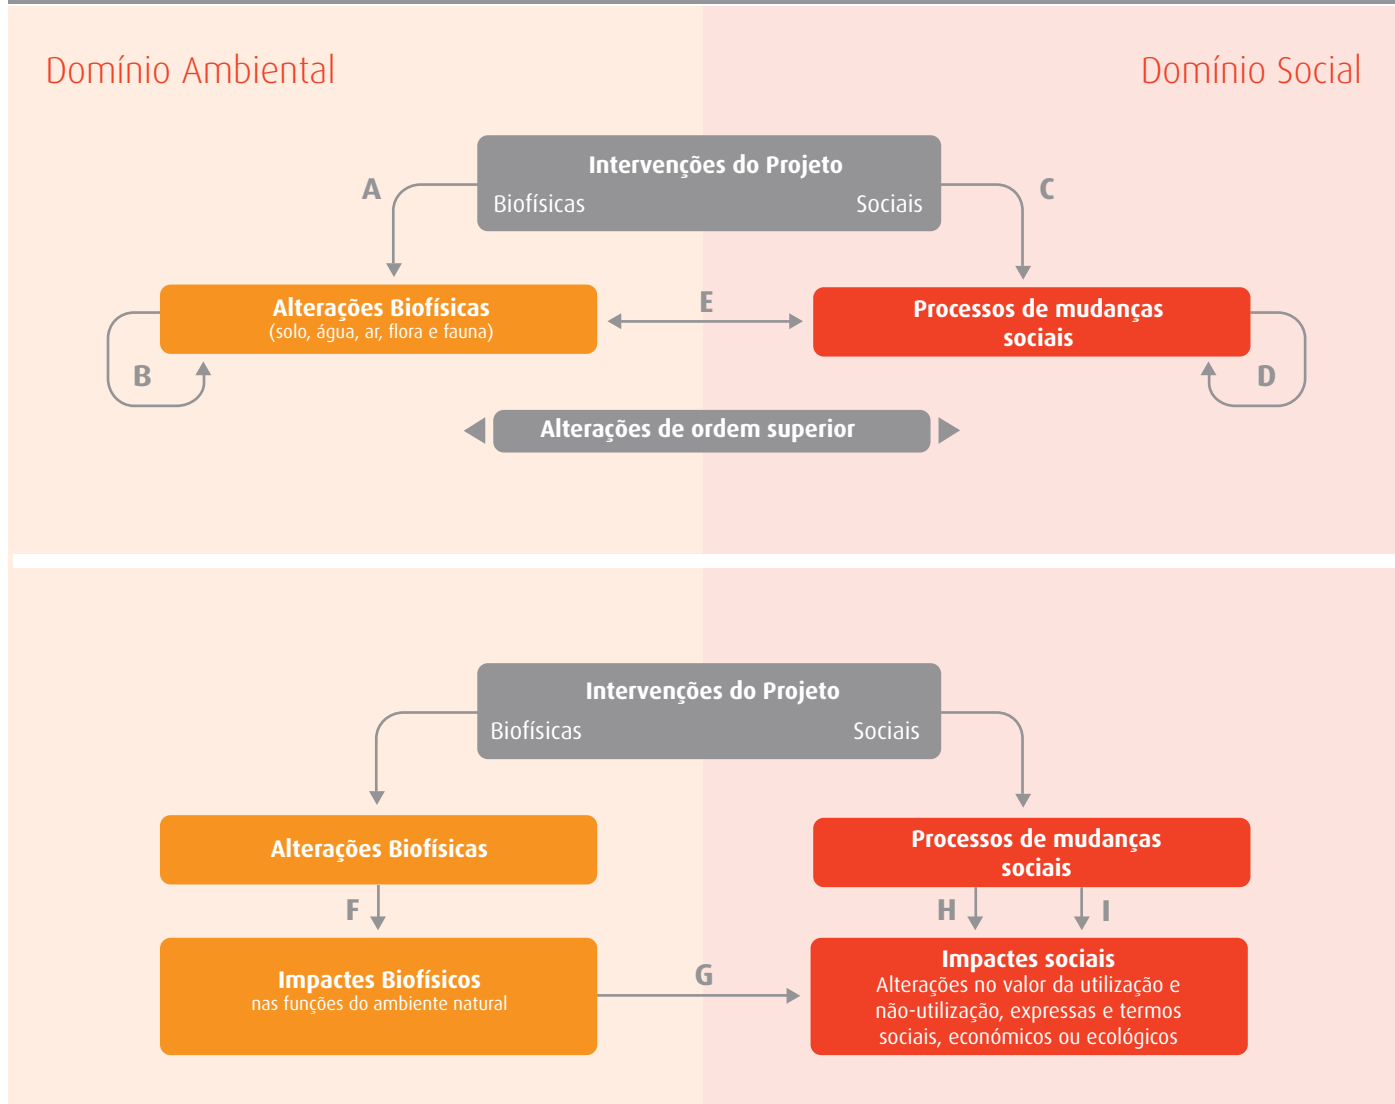 Domínio Ambiental
Domínio Social
Intervenções do Projeto
Biofísicas
Sociais
A
C
Alterações Biofísicas
(solo, água, ar, flora e fauna)
E
Processos de mudanças
sociais
B
D
Alterações de ordem superior
Intervenções do Projeto
Biofísicas
Sociais
Alterações Biofísicas
Processos de mudanças
sociais
F
H
I
Impactes Biofísicos
nas funções do ambiente natural
G
Impactes sociais
Alterações no valor da utilização e
não-utilização, expressas e termos
sociais, económicos ou ecológicos